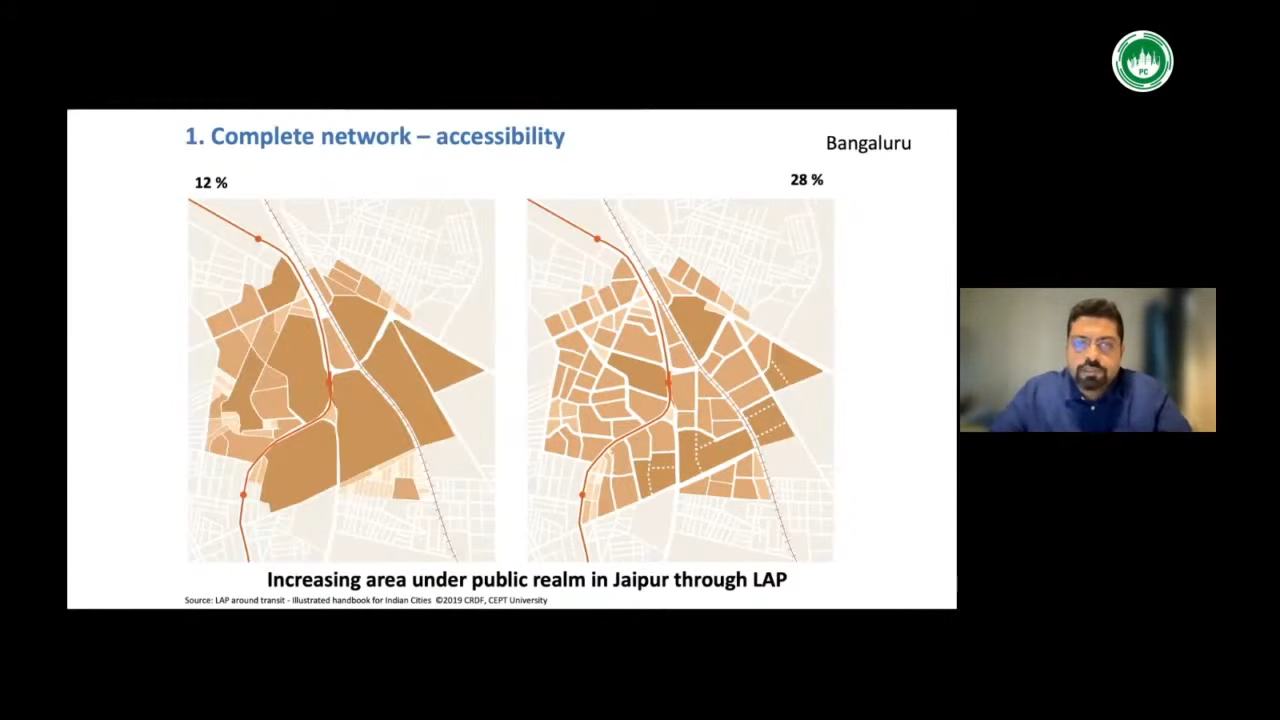 PC
1. Complete network – accessibility
Bangaluru
12 %
28 %
Increasing area under public realm in Jaipur through LAP
Source: LAP around transit - Illustrated handbook for Indian Cities ©2019 CRDF, CEPT University